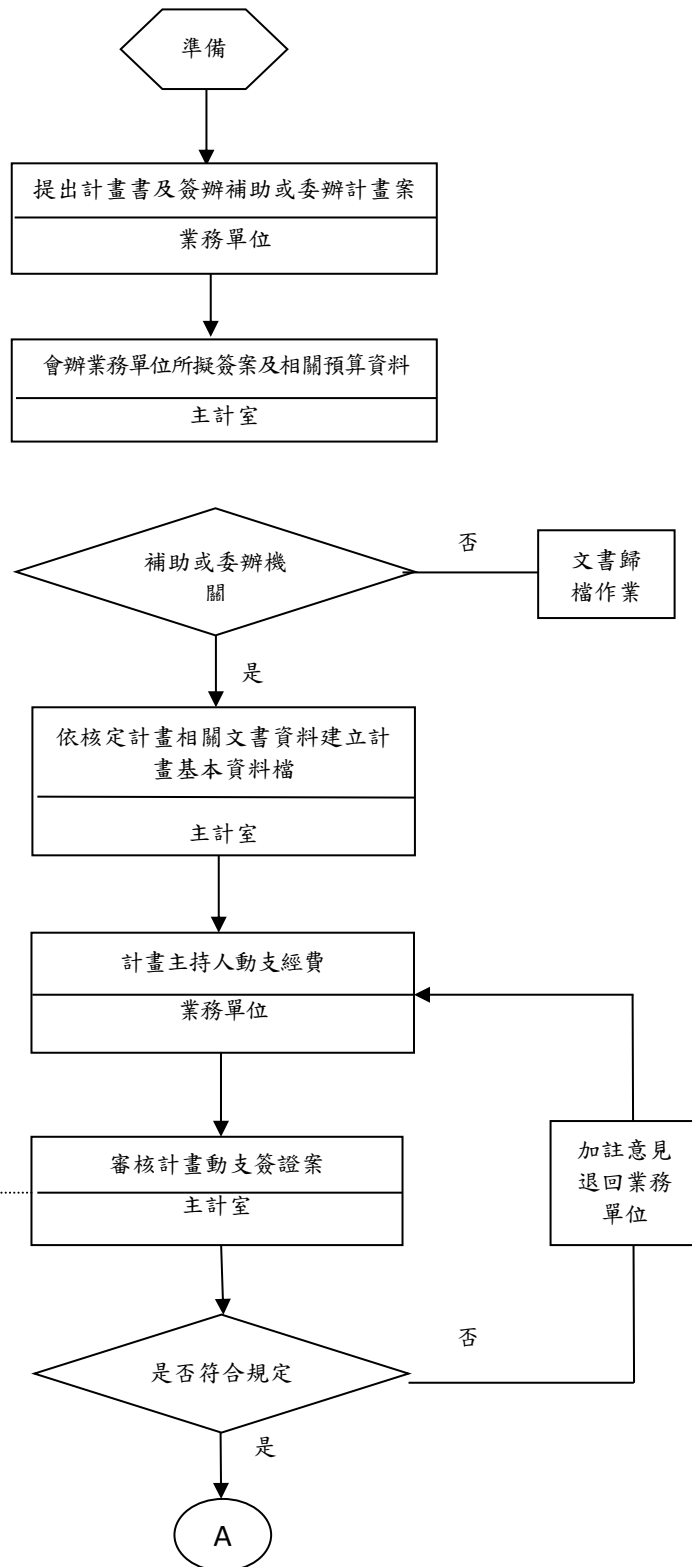 準備
提出計畫書及簽辦補助或委辦計畫案
業務單位
會辦業務單位所擬簽案及相關預算資料
主計室
補助或委辦機
關
否
文書歸
檔作業
是
依核定計畫相關文書資料建立計
畫基本資料檔
主計室
計畫主持人動支經費
業務單位
審核計畫動支簽證案
主計室
加註意見
退回業務
單位
是否符合規定
否
是
A